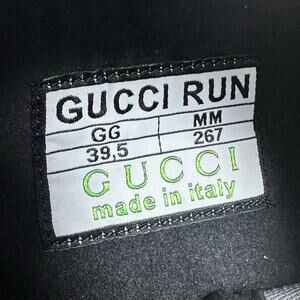 GUCCI RUN
GG MM
39,5 267
GUCCI
made in italy